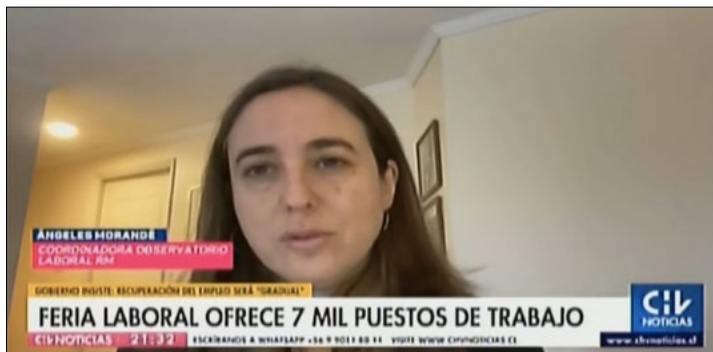 ÁNGELES MORANDÉ
COORDINADORA OBSERVATORIO
LABORAL RM
GOBIERNO INSISTE: RECUPERACIÓN DEL EMPLEO SERÁ "GRADUAL"
FERIA LABORAL OFRECE 7 MIL PUESTOS DE TRABAJO
CHV
NOTICIAS
CHV NOTICIAS 21:32 ESCRÍBANOS A WHATSAPP +56 9 9011 80 11 VISITE WWW.CHVNOTICIAS.CL
www.chvnoticias.cl